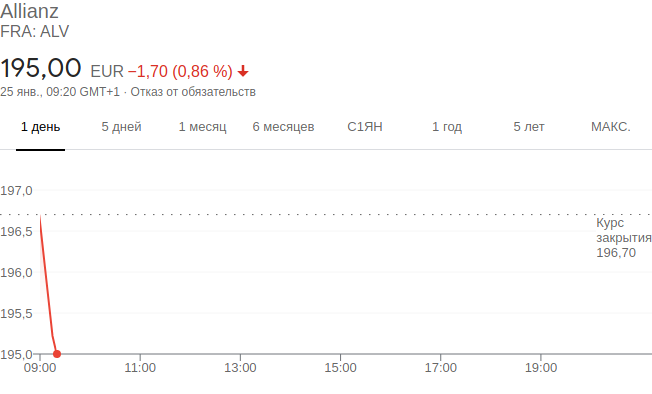 Allianz
FRA: ALV
195,00 EUR −1,70 (0,86 %)
25 янв., 09:20 GMT+1 · Отказ от обязательств
1 день 5 дней 1 месяц 6 месяцев С1ЯН 1 год 5 лет МАКС.
197,0
Курс
закрытия
196,70
196,5
196,0
195,5
195,0
09:00 11:00 13:00 15:00 17:00 19:00